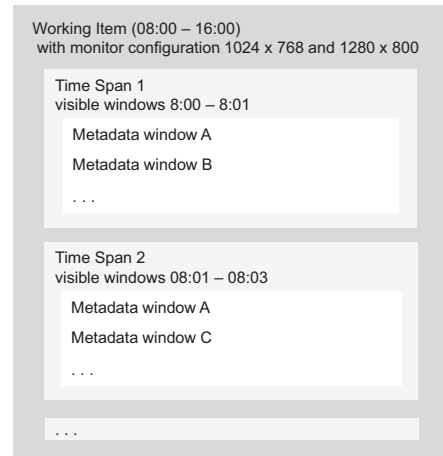 Working Item (08:00 – 16:00)
with monitor configuration 1024 x 768 and 1280 x 800
Time Span 1
visible windows 8:00 – 8:01
Metadata window A
Metadata window B
. . .
Time Span 2
visible windows 08:01 – 08:03
Metadata window A
Metadata window C
. . .
. . .